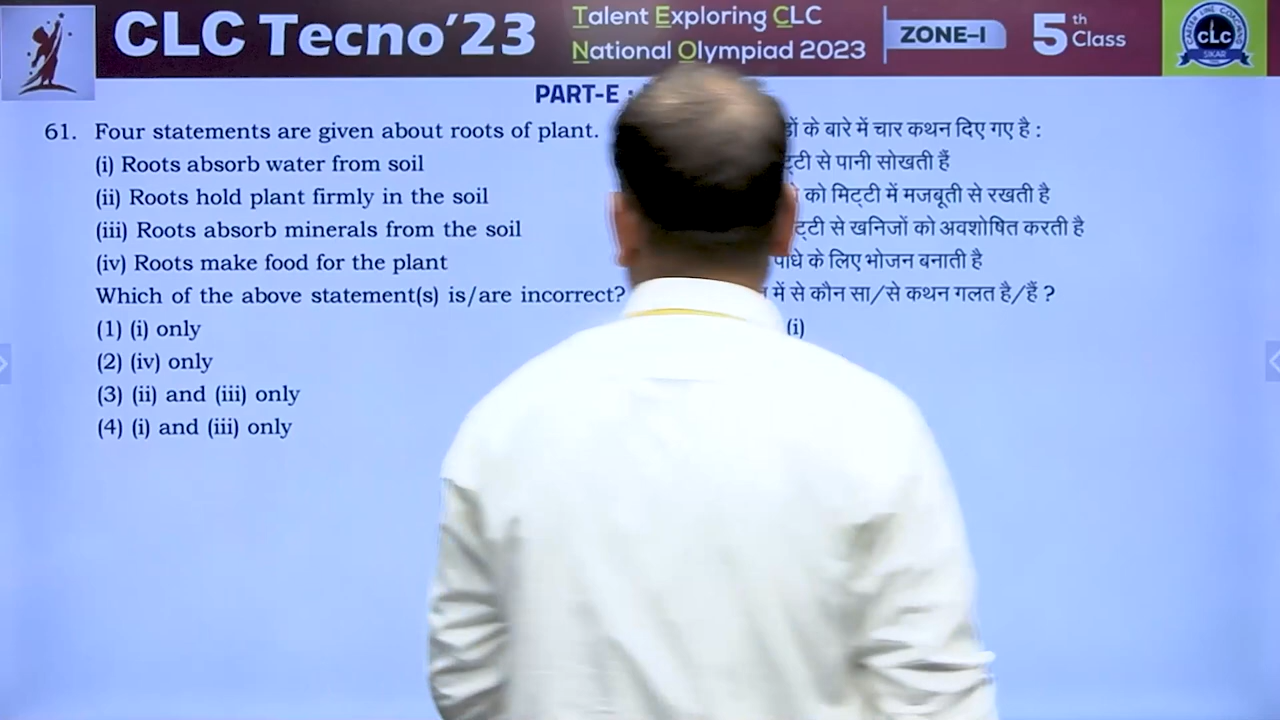 CLC Tecno'23
Talent Exploring CLC
National Olympiad 2023
ZONE–I
5th Class
CLC
SIKAR
PART-E :
61. Four statements are given about roots of plant.
(i) Roots absorb water from soil
(ii) Roots hold plant firmly in the soil
(iii) Roots absorb minerals from the soil
(iv) Roots make food for the plant
Which of the above statement(s) is/are incorrect?
(1) (i) only
(2) (iv) only
(3) (ii) and (iii) only
(4) (i) and (iii) only
के बारे में चार कथन दिए गए है :
से पानी सोखती हैं
को मिट्टी में मजबूती से रखती है
से खनिजों को अवशोषित करती है
के लिए भोजन बनाती है
में से कौन सा/से कथन गलत है/हैं ?
(i)